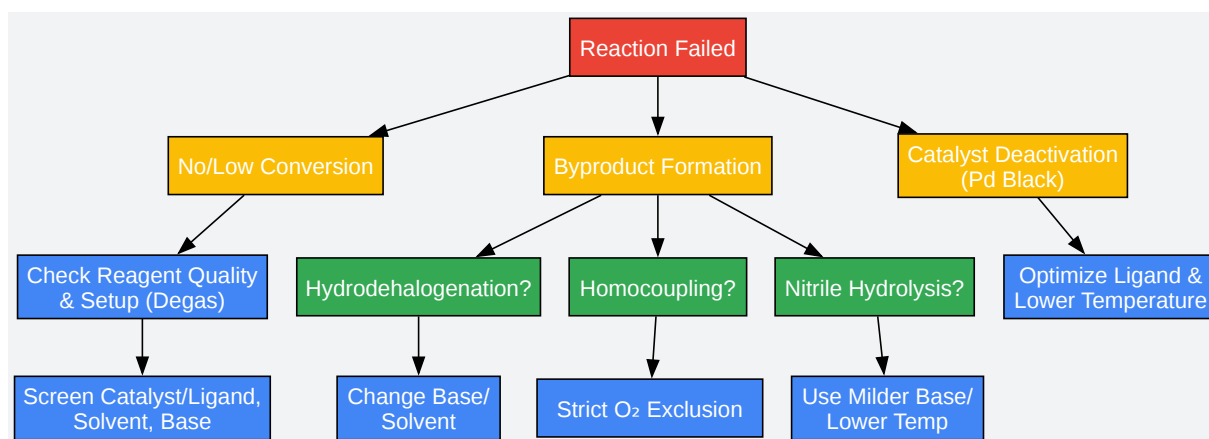 Reaction Failed
No/Low Conversion
Byproduct Formation
Catalyst Deactivation
(Pd Black)
Check Reagent Quality
& Setup (Degas)
Hydrodehalogenation?
Homocoupling?
Nitrile Hydrolysis?
Optimize Ligand &
Lower Temperature
Screen Catalyst/Ligand,
Solvent, Base
Change Base/
Solvent
Strict O₂ Exclusion
Use Milder Base/
Lower Temp